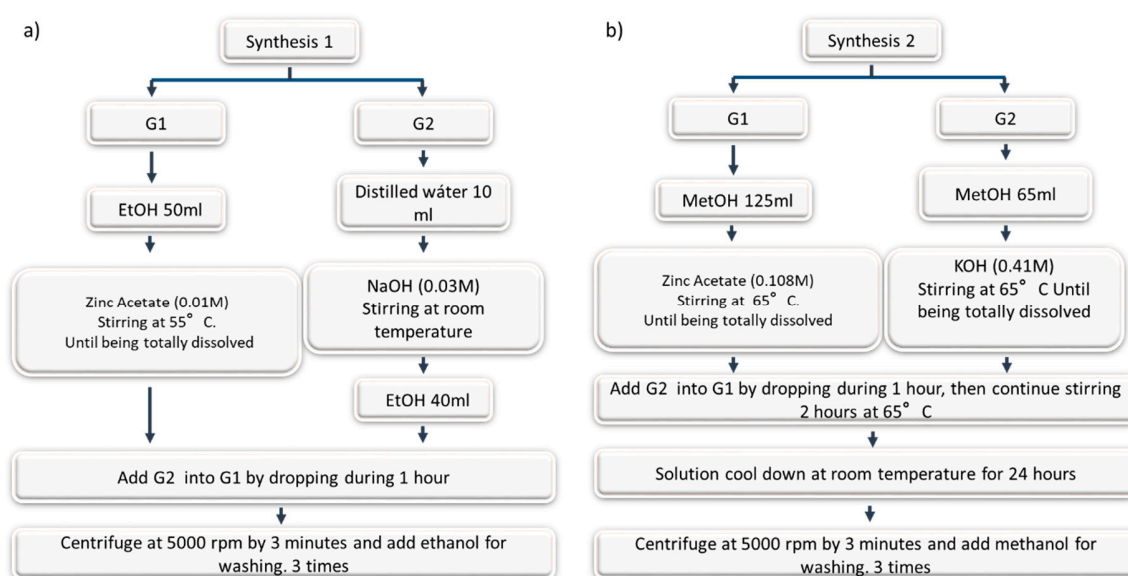 a)
Synthesis 1
G1
G2
EtOH 50ml
Distilled wáter 10
ml
Zinc Acetate (0.01M)
Stirring at 55° C.
Until being totally dissolved
NaOH (0.03M)
Stirring at room
temperature
EtOH 40ml
Add G2 into G1 by dropping during 1 hour
Centrifuge at 5000 rpm by 3 minutes and add ethanol for
washing. 3 times
b)
Synthesis 2
G1
G2
MetOH 125ml
MetOH 65ml
Zinc Acetate (0.108M)
Stirring at 65° C.
Until being totally dissolved
KOH (0.41M)
Stirring at 65° C Until
being totally dissolved
Add G2 into G1 by dropping during 1 hour, then continue stirring
2 hours at 65° C
Solution cool down at room temperature for 24 hours
Centrifuge at 5000 rpm by 3 minutes and add methanol for
washing. 3 times